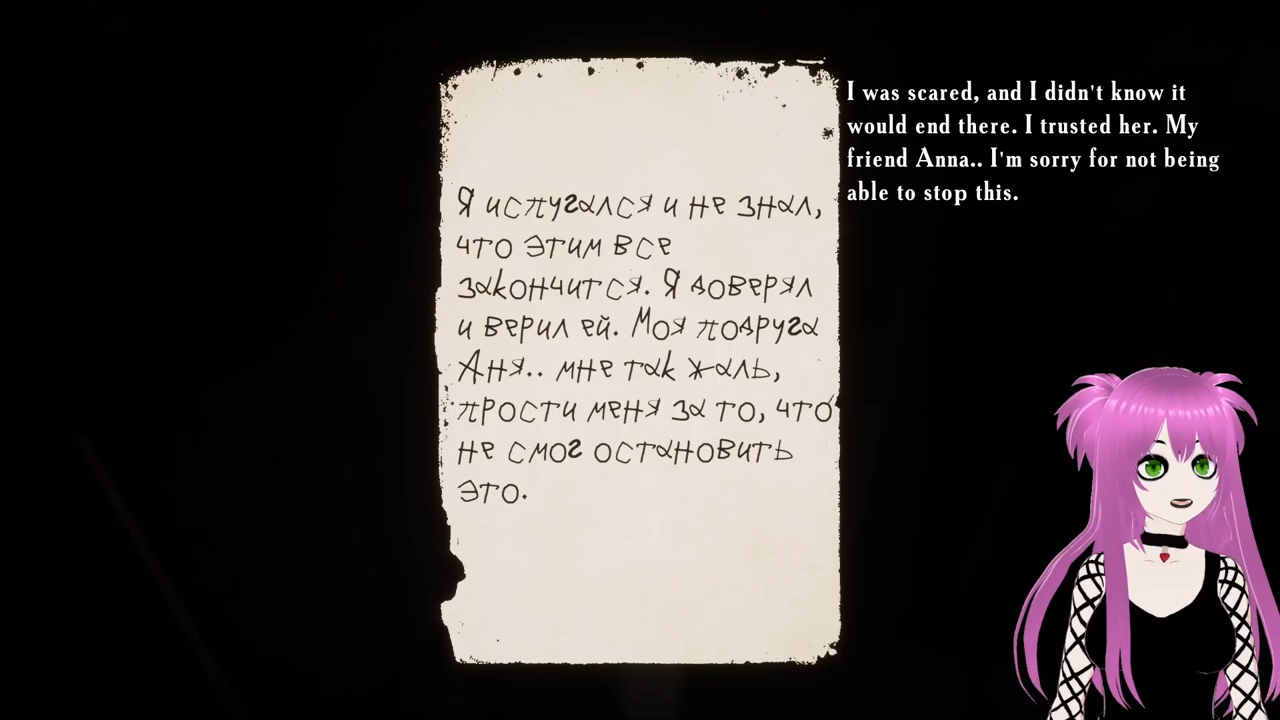 Я испугался и не знал,
что этим все
закончится. Я доверял
и верил ей. Моя подруга
Аня.. мне так жаль,
прости меня за то, что
не смог остановить
это.
I was scared, and I didn't know it
would end there. I trusted her. My
friend Anna.. I'm sorry for not being
able to stop this.